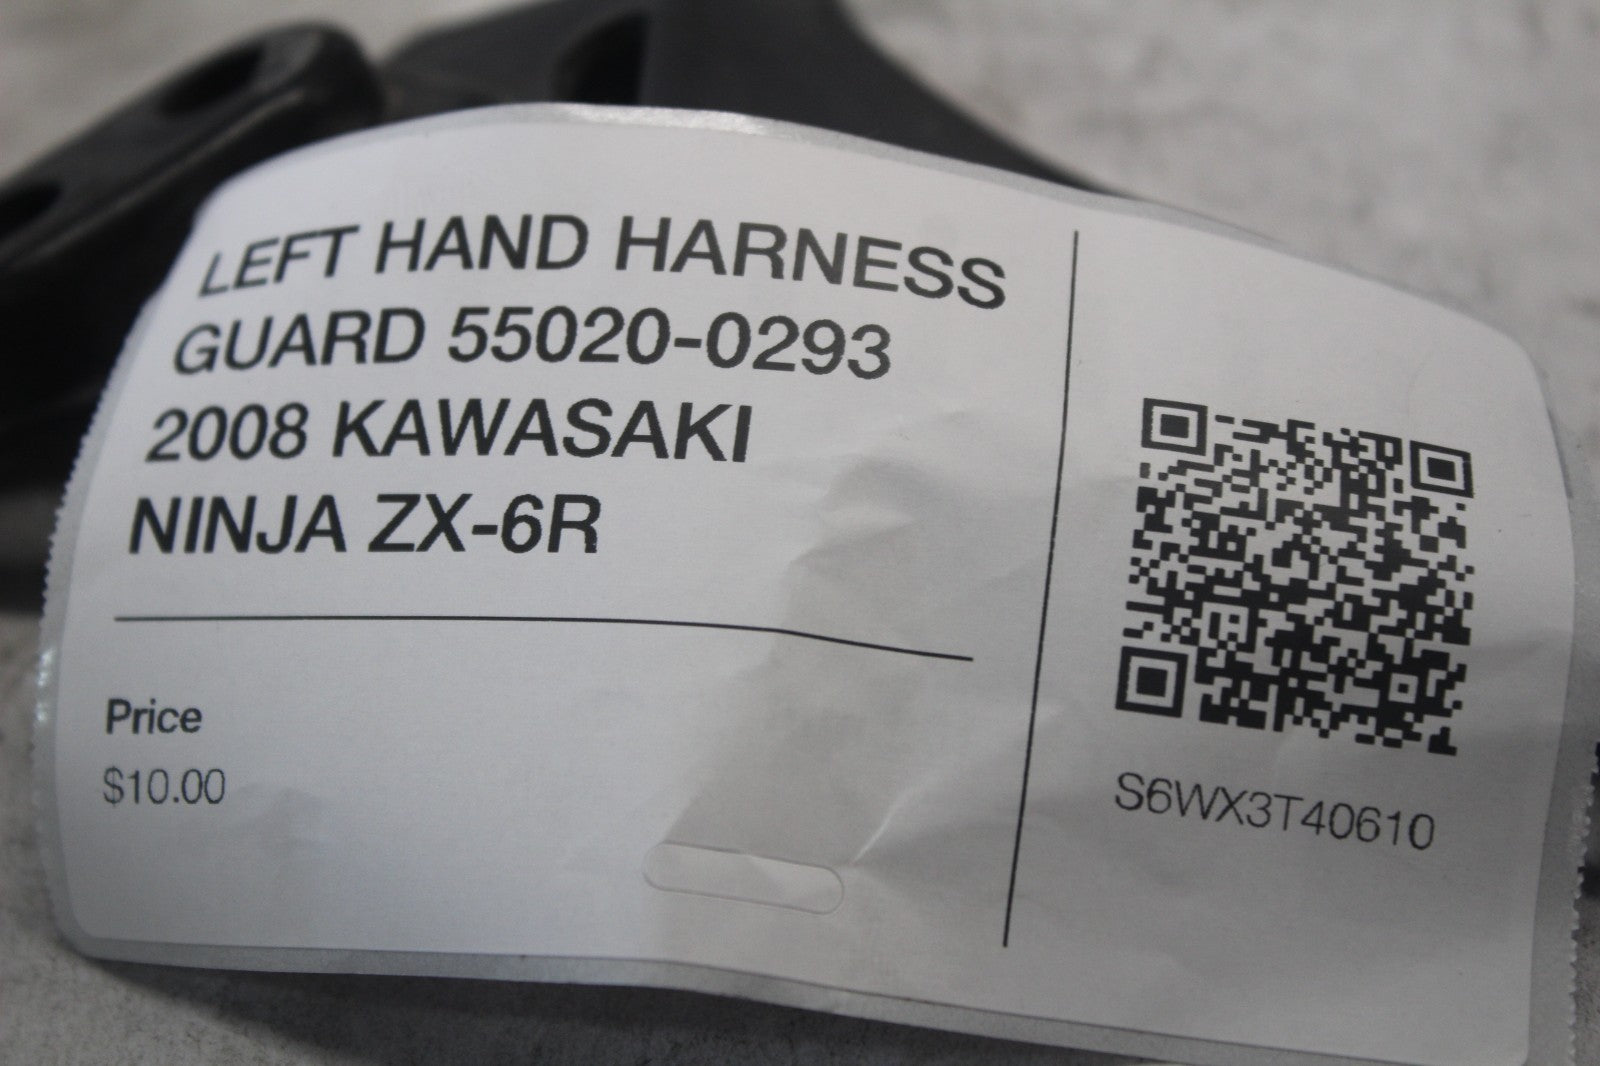 LEFT HAND HARNESS
GUARD 55020-0293
2008 KAWASAKI
NINJA ZX-6R
Price
$10.00
S6WX3T40610